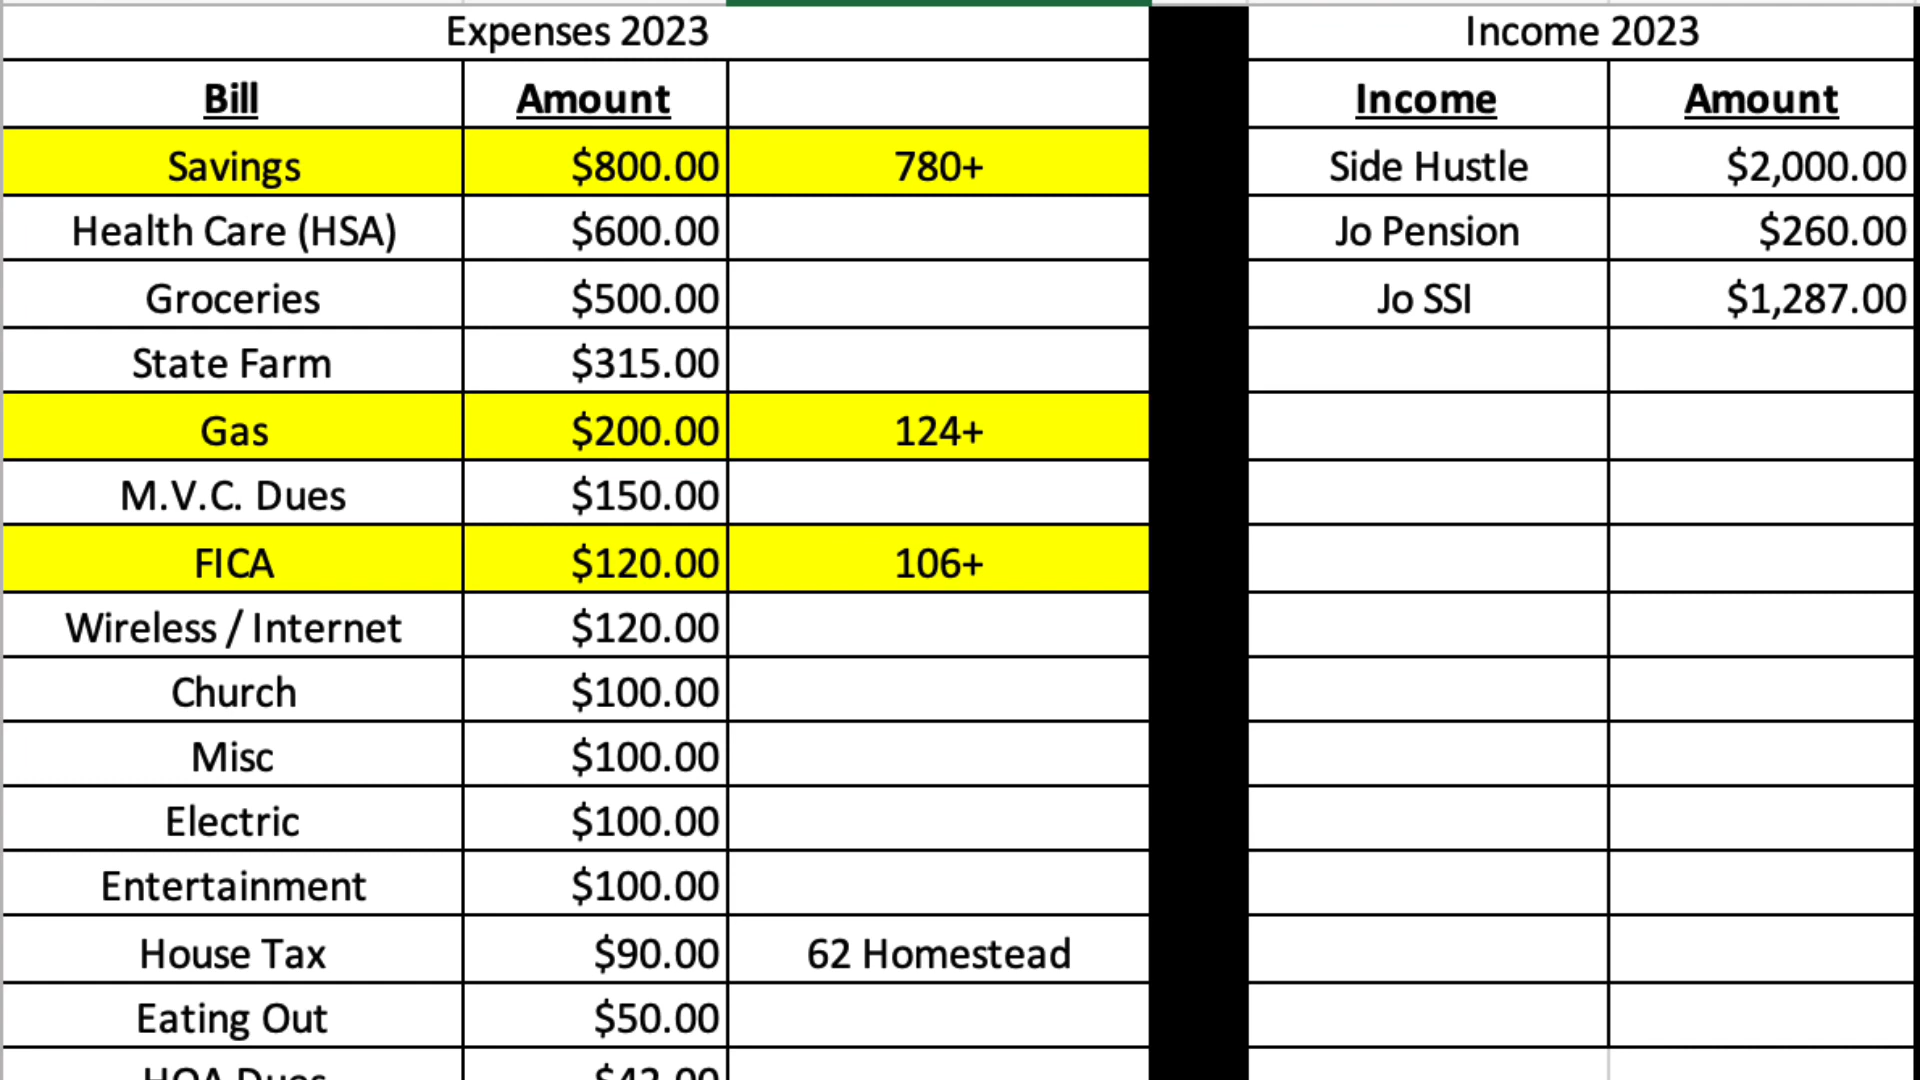 Expenses 2023 Income 2023
Bill Amount Income Amount
Savings $800.00 780+ Side Hustle $2,000.00
Health Care (HSA) $600.00 Jo Pension $260.00
Groceries $500.00 Jo SSI $1,287.00
State Farm $315.00
Gas $200.00 124+
M.V.C. Dues $150.00
FICA $120.00 106+
Wireless / Internet $120.00
Church $100.00
Misc $100.00
Electric $100.00
Entertainment $100.00
House Tax $90.00 62 Homestead
Eating Out $50.00
HOA Dues